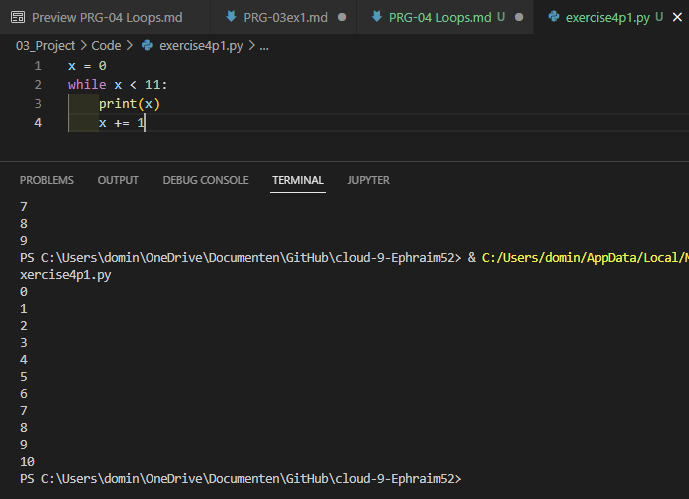 Preview PRG-04 Loops.md PRG-03ex1.md PRG-04 Loops.md U exercise4p1.py U
03_Project > Code > exercise4p1.py > ...
1 x = 0
2 while x < 11:
3 print(x)
4 x += 1
PROBLEMS OUTPUT DEBUG CONSOLE TERMINAL JUPYTER
7
8
9
PS C:\Users\domin\OneDrive\Documenten\GitHub\cloud-9-Ephraim52> & C:/Users/domin/AppData/Local/M
xercise4p1.py
0
1
2
3
4
5
6
7
8
9
10
PS C:\Users\domin\OneDrive\Documenten\GitHub\cloud-9-Ephraim52>